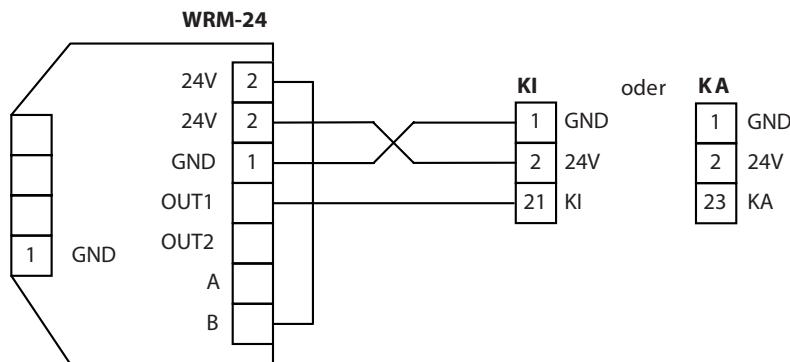 WRM-24
24V 2
24V 2
GND 1
OUT1
OUT2
A
B
1 GND
KI oder KA
1 GND
2 24V
21 KI
1 GND
2 24V
23 KA